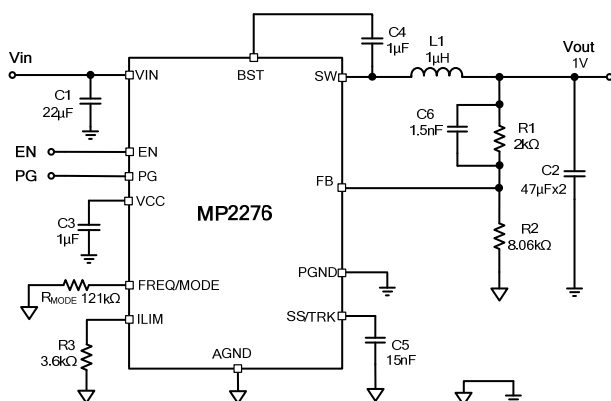 Vin
C4
1μF
L1
1μH
Vout
1V
VIN
BST
SW
C1
22μF
C6
1.5nF
R1
2kΩ
EN
EN
PG
PG
FB
C2
47μFx2
VCC
MP2276
C3
1μF
R2
8.06kΩ
PGND
RMODE 121kΩ
FREQ/MODE
SS/TRK
ILIM
R3
3.6kΩ
AGND
C5
15nF